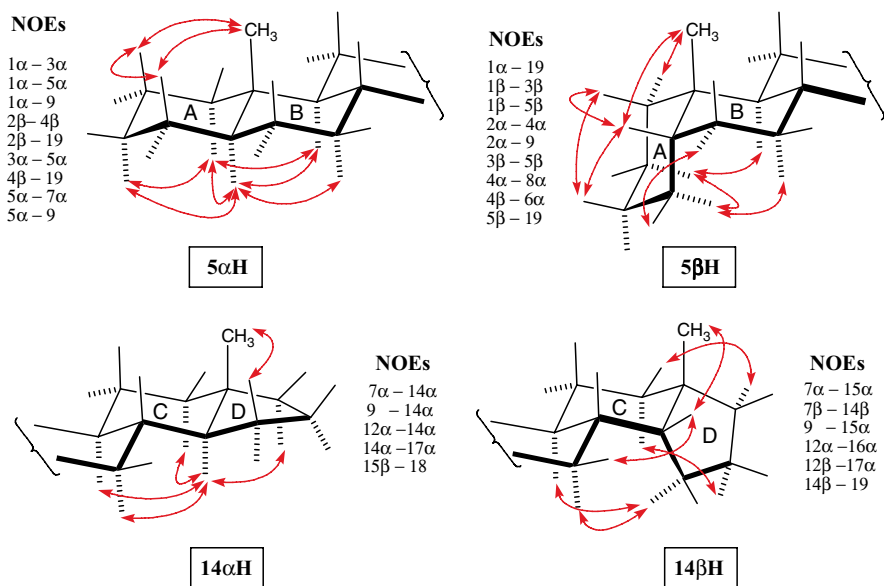 NOEs
1α – 3α
1α – 5α
1α – 9
2β– 4β
2β – 19
3α – 5α
4β – 19
5α – 7α
5α – 9
CH3
A
B
5αH
NOEs
1α – 19
1β – 3β
1β – 5β
2α – 4α
2α – 9
3β – 5β
4α – 8α
4β – 6α
5β – 19
CH3
B
A
5βH
CH3
C
D
14αH
NOEs
7α – 14α
9 – 14α
12α –14α
14α –17α
15β – 18
CH3
C
D
14βH
NOEs
7α – 15α
7β – 14β
9 – 15α
12α –16α
12β –17α
14β – 19